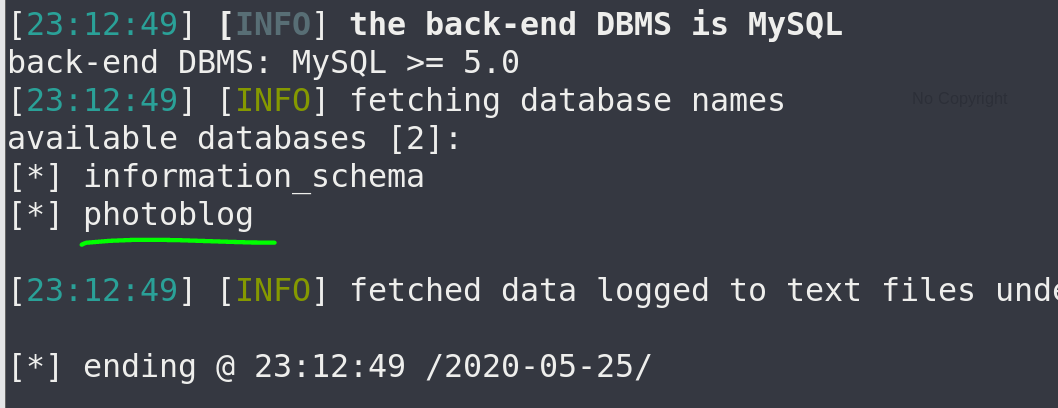 [23:12:49] [INFO] the back-end DBMS is MySQL
back-end DBMS: MySQL >= 5.0
[23:12:49] [INFO] fetching database names
No Copyright
available databases [2]:
[*] information_schema
[*] photoblog
[23:12:49] [INFO] fetched data logged to text files unde
[*] ending @ 23:12:49 /2020-05-25/